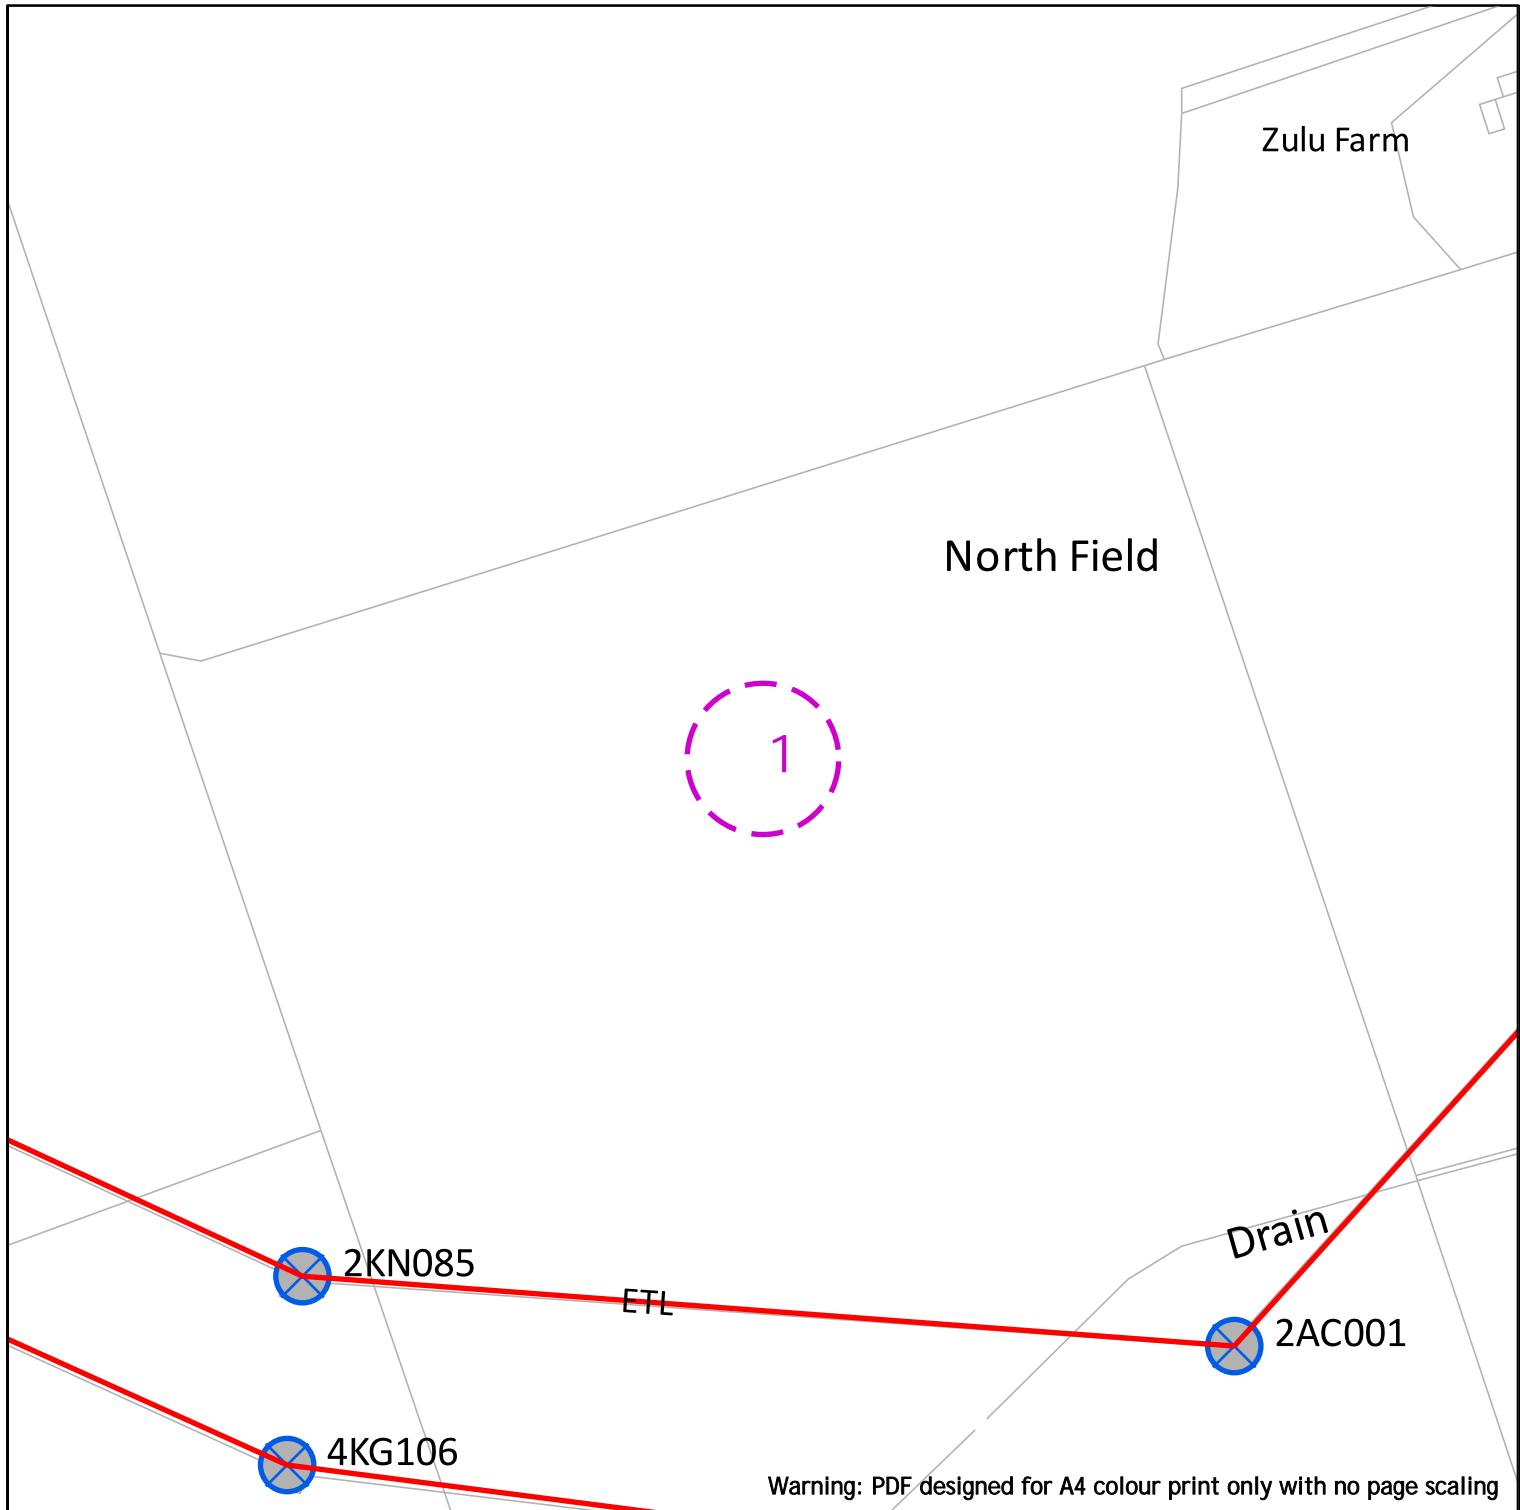 Zulu Farm
North Field
1
Drain
2KN085
ETL
2AC001
4KG106
Warning: PDF designed for A4 colour print only with no page scaling